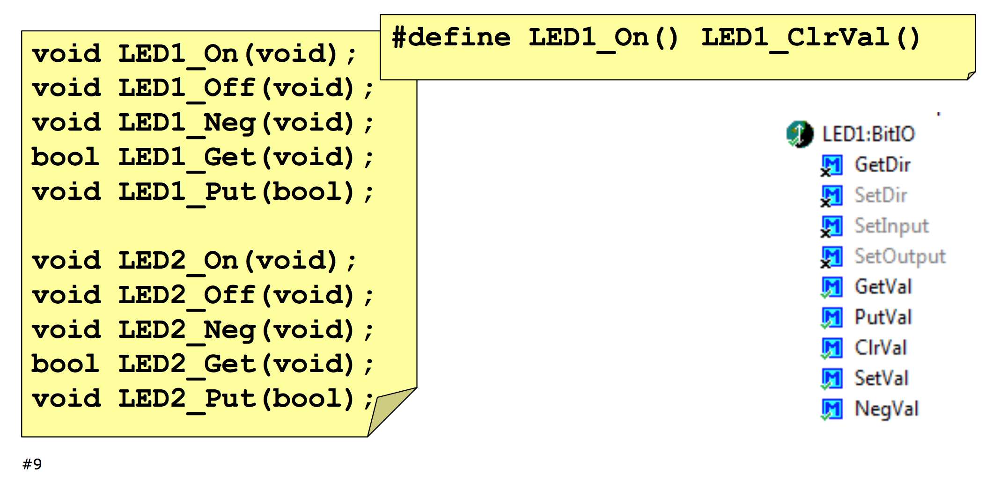 #define LED1_On() LED1_ClrVal()
void LED1_On(void);
void LED1_Off(void);
void LED1_Neg(void);
bool LED1_Get(void);
void LED1_Put(bool);
void LED2_On(void);
void LED2_Off(void);
void LED2_Neg(void);
bool LED2_Get(void);
void LED2_Put(bool);
LED1:BitIO
GetDir
SetDir
SetInput
SetOutput
GetVal
PutVal
ClrVal
SetVal
NegVal
#9